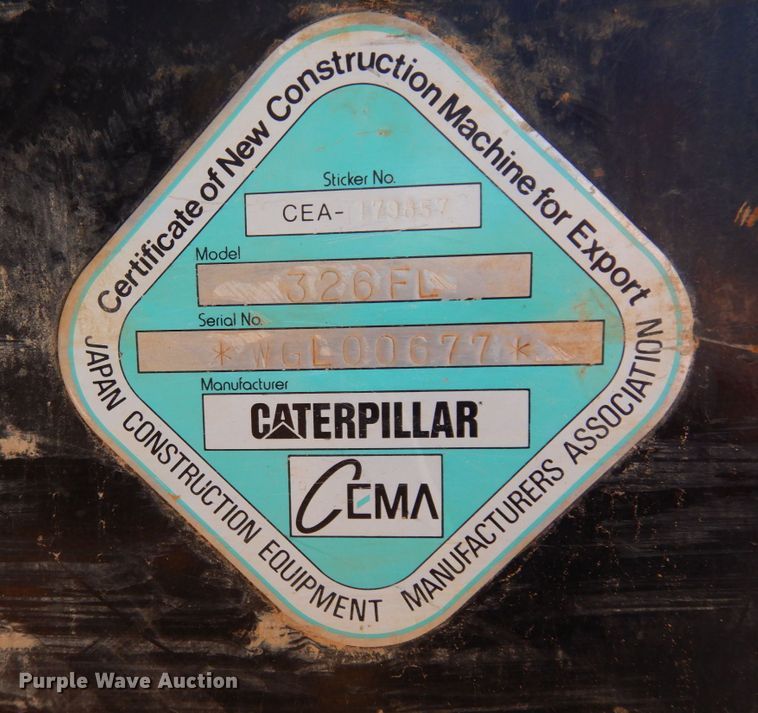 Certificate of New Construction Machine for Export
Sticker No.
CEA-
Model
326FL
Serial No.
*WGL00677*
Manufacturer
CATERPILLAR
CEMA
JAPAN CONSTRUCTION EQUIPMENT MANUFACTURERS ASSOCIATION
Purple Wave Auction